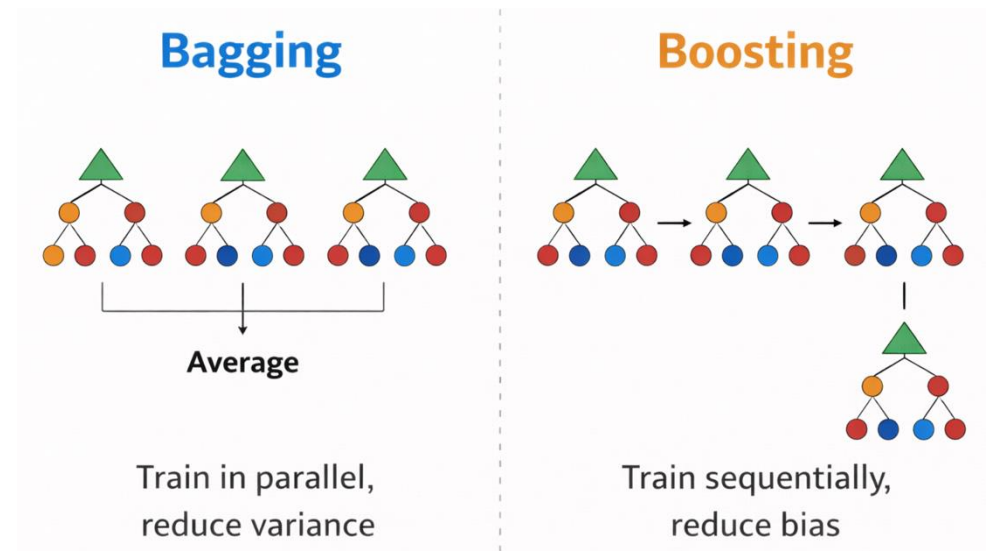 Bagging
Average
Train in parallel,
reduce variance
Boosting
Train sequentially,
reduce bias